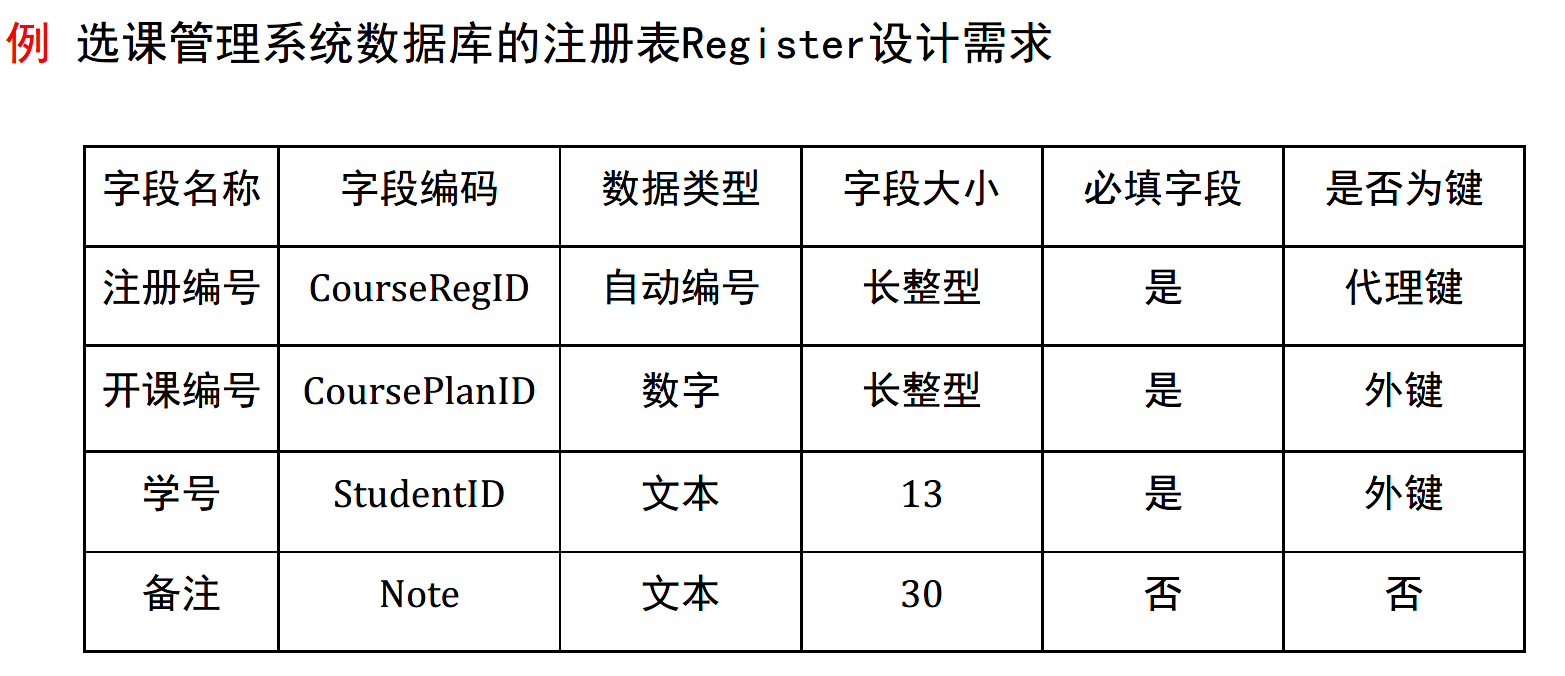 例 选课管理系统数据库的注册表Register设计需求
字段名称 字段编码 数据类型 字段大小 必填字段 是否为键
注册编号 CourseRegID 自动编号 长整型 是 代理键
开课编号 CoursePlanID 数字 长整型 是 外键
学号 StudentID 文本 13 是 外键
备注 Note 文本 30 否 否